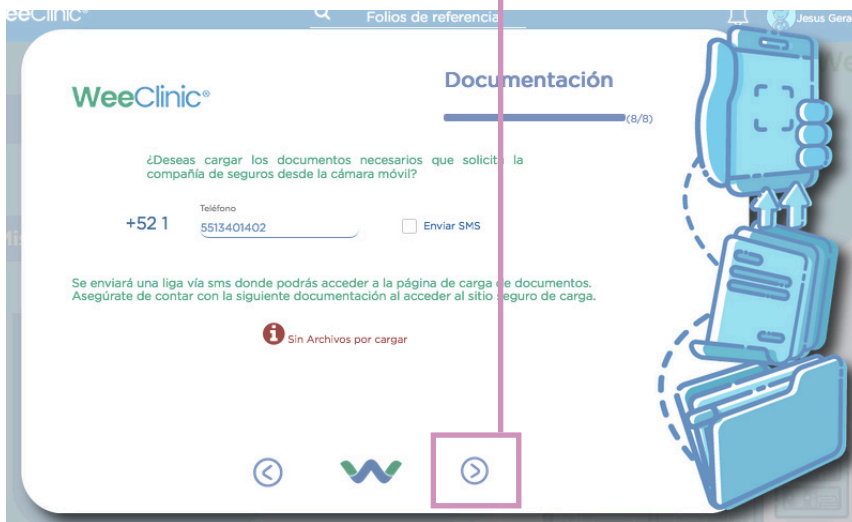 Folios de referencia
Jesus Gera
WeeClinic®
Documentación
(8/8)
¿Deseas cargar los documentos necesarios que solicita la
compañía de seguros desde la cámara móvil?
Teléfono
+52 1 5513401402 Enviar SMS
Se enviará una liga vía sms donde podrás acceder a la página de carga de documentos.
Asegúrate de contar con la siguiente documentación al acceder al sitio seguro de carga.
Sin Archivos por cargar